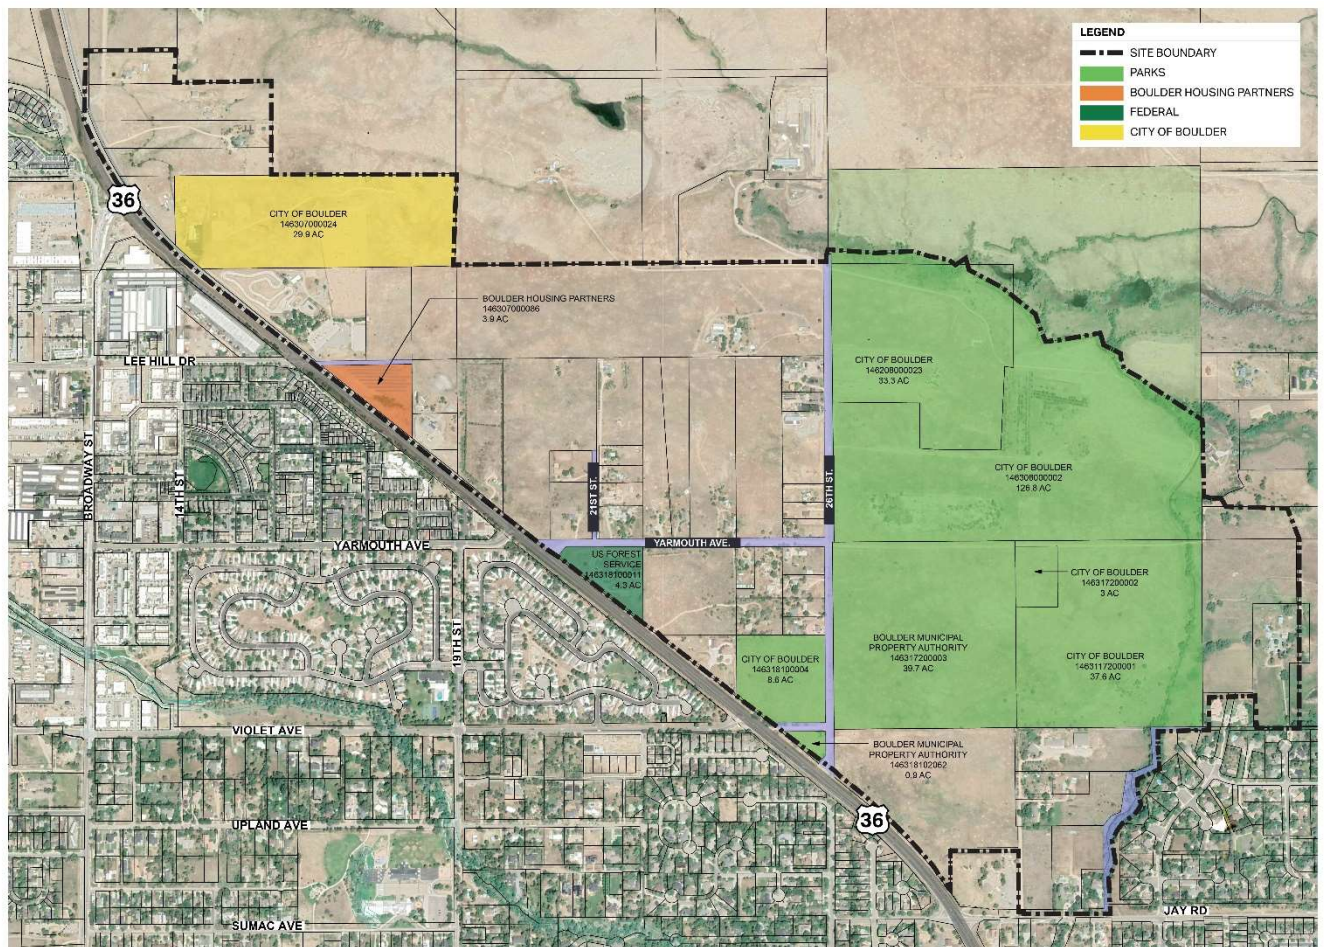 LEGEND
SITE BOUNDARY
PARKS
BOULDER HOUSING PARTNERS
FEDERAL
CITY OF BOULDER
36
CITY OF BOULDER
146307000024
29.9 AC
BOULDER HOUSING PARTNERS
146307000086
3.9 AC
LEE HILL DR
CITY OF BOULDER
146208000023
33.3 AC
BROADWAY ST
14TH ST
21ST ST.
26TH ST.
CITY OF BOULDER
146308000002
126.8 AC
YARMOUTH AVE
YARMOUTH AVE.
US FOREST
SERVICE
146318100011
4.3 AC
CITY OF BOULDER
146317200002
3 AC
19TH ST
BOULDER MUNICIPAL
PROPERTY AUTHORITY
146317200003
39.7 AC
CITY OF BOULDER
146318100004
8.6 AC
CITY OF BOULDER
1463117200001
37.6 AC
VIOLET AVE
BOULDER MUNICIPAL
PROPERTY AUTHORITY
146318102062
0.9 AC
UPLAND AVE
36
SUMAC AVE
JAY RD